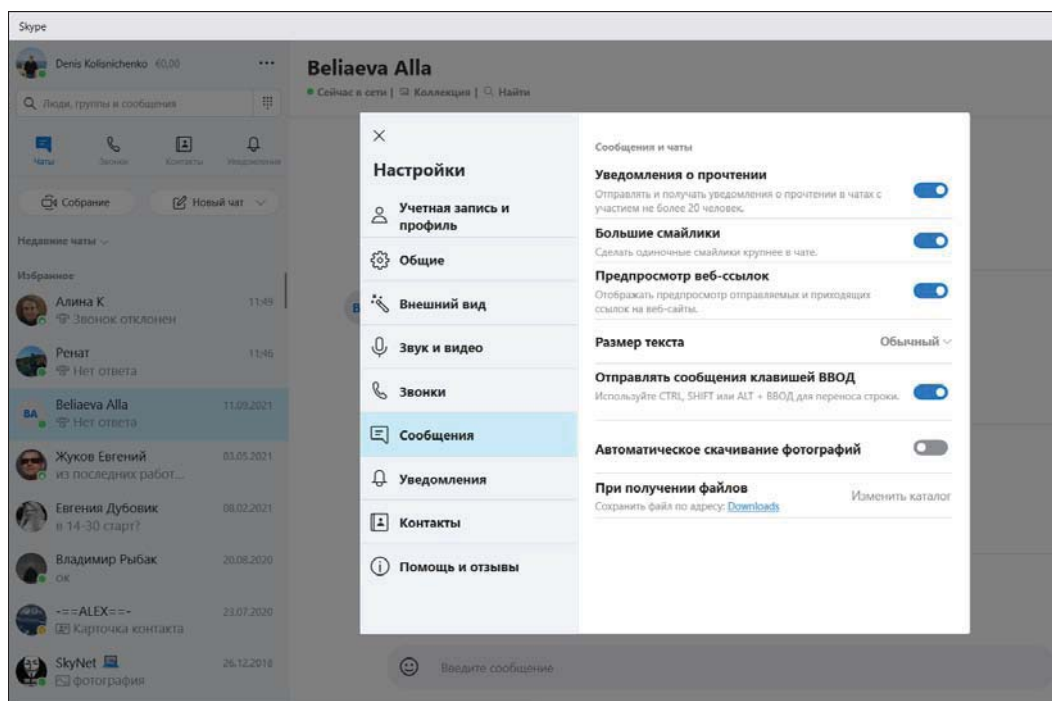 Skype
Denis Kolisnichenko €0,00
Люди, группы и сообщения
Чаты Звонки Контакты Уведомления
Собрание Новый чат
Недавние чаты
Избранное
Алина К 11:49
Звонок отклонен
Ренат 11:46
Нет ответа
BA
Beliaeva Alla 11.09.2021
Нет ответа
Жуков Евгений 03.05.2021
из последних работ...
Евгения Дубовик 08.02.2021
в 14-30 старт?
Владимир Рыбак 20.08.2020
ок
-==ALEX==- 23.07.2020
Карточка контакта
SkyNet 26.12.2018
фотография
Beliaeva Alla
Сейчас в сети | Коллекция | Найти
B
Настройки
Учетная запись и
профиль
Общие
Внешний вид
Звук и видео
Звонки
Сообщения
Уведомления
Контакты
Помощь и отзывы
Сообщения и чаты
Уведомления о прочтении
Отправлять и получать уведомления о прочтении в чатах с
участием не более 20 человек.
Большие смайлики
Сделать одиночные смайлики крупнее в чате.
Предпросмотр веб-ссылок
Отображать предпросмотр отправляемых и приходящих
ссылок на веб-сайты.
Размер текста Обычный
Отправлять сообщения клавишей ВВОД
Используйте CTRL, SHIFT или ALT + ВВОД для переноса строки.
Автоматическое скачивание фотографий
При получении файлов Изменить каталог
Сохранить файл по адресу: Downloads
Введите сообщение